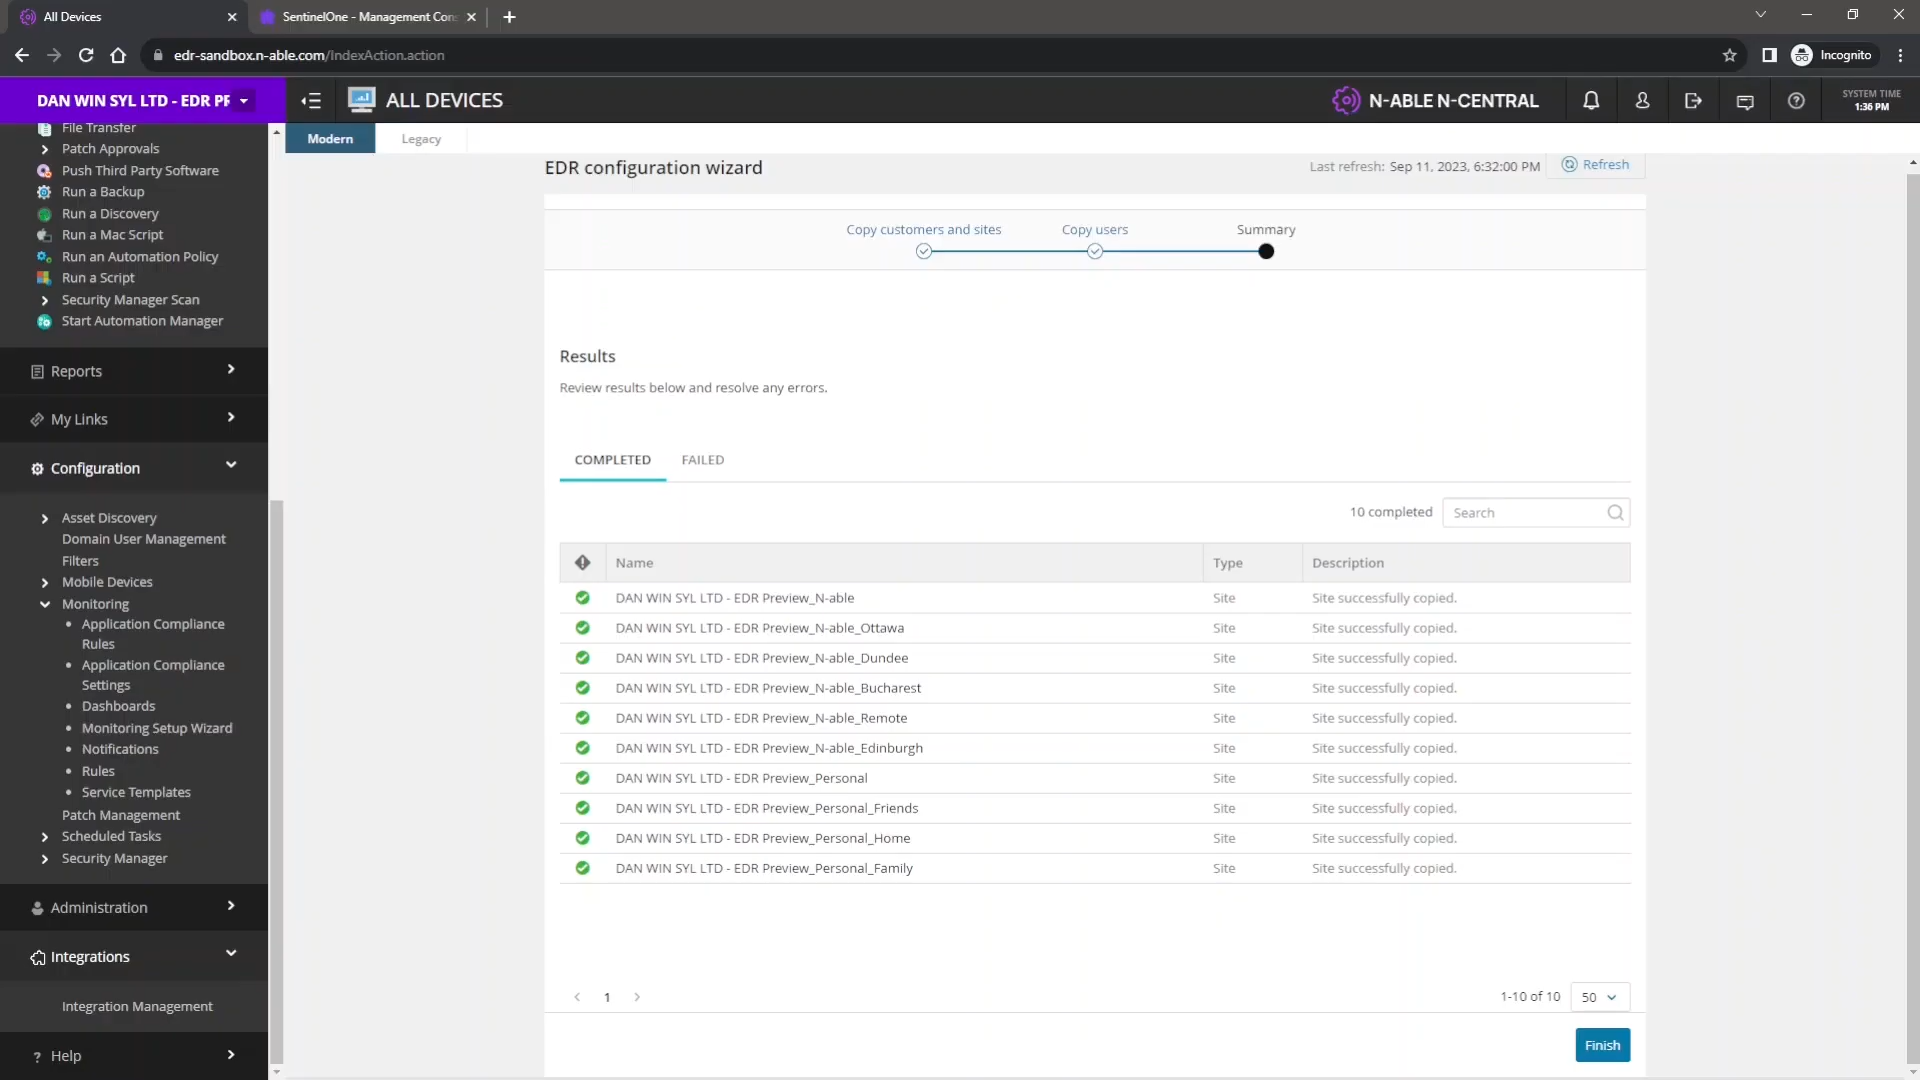 All Devices
SentinelOne - Management Con
edr-sandbox.n-able.com/IndexAction.action
Incognito
DAN WIN SYL LTD - EDR PF
ALL DEVICES
N-ABLE N-CENTRAL
SYSTEM TIME
1:36 PM
File Transfer
Patch Approvals
Push Third Party Software
Run a Backup
Run a Discovery
Run a Mac Script
Run an Automation Policy
Run a Script
Security Manager Scan
Start Automation Manager
Reports
My Links
Configuration
Asset Discovery
Domain User Management
Filters
Mobile Devices
Monitoring
Application Compliance
Rules
Application Compliance
Settings
Dashboards
Monitoring Setup Wizard
Notifications
Rules
Service Templates
Patch Management
Scheduled Tasks
Security Manager
Administration
Integrations
Integration Management
Help
Modern
Legacy
EDR configuration wizard
Last refresh: Sep 11, 2023, 6:32:00 PM
Refresh
Copy customers and sites
Copy users
Summary
Results
Review results below and resolve any errors.
COMPLETED
FAILED
10 completed
Search
Name Type Description
DAN WIN SYL LTD - EDR Preview_N-able Site Site successfully copied.
DAN WIN SYL LTD - EDR Preview_N-able_Ottawa Site Site successfully copied.
DAN WIN SYL LTD - EDR Preview_N-able_Dundee Site Site successfully copied.
DAN WIN SYL LTD - EDR Preview_N-able_Bucharest Site Site successfully copied.
DAN WIN SYL LTD - EDR Preview_N-able_Remote Site Site successfully copied.
DAN WIN SYL LTD - EDR Preview_N-able_Edinburgh Site Site successfully copied.
DAN WIN SYL LTD - EDR Preview_Personal Site Site successfully copied.
DAN WIN SYL LTD - EDR Preview_Personal_Friends Site Site successfully copied.
DAN WIN SYL LTD - EDR Preview_Personal_Home Site Site successfully copied.
DAN WIN SYL LTD - EDR Preview_Personal_Family Site Site successfully copied.
1
1-10 of 10
50
Finish